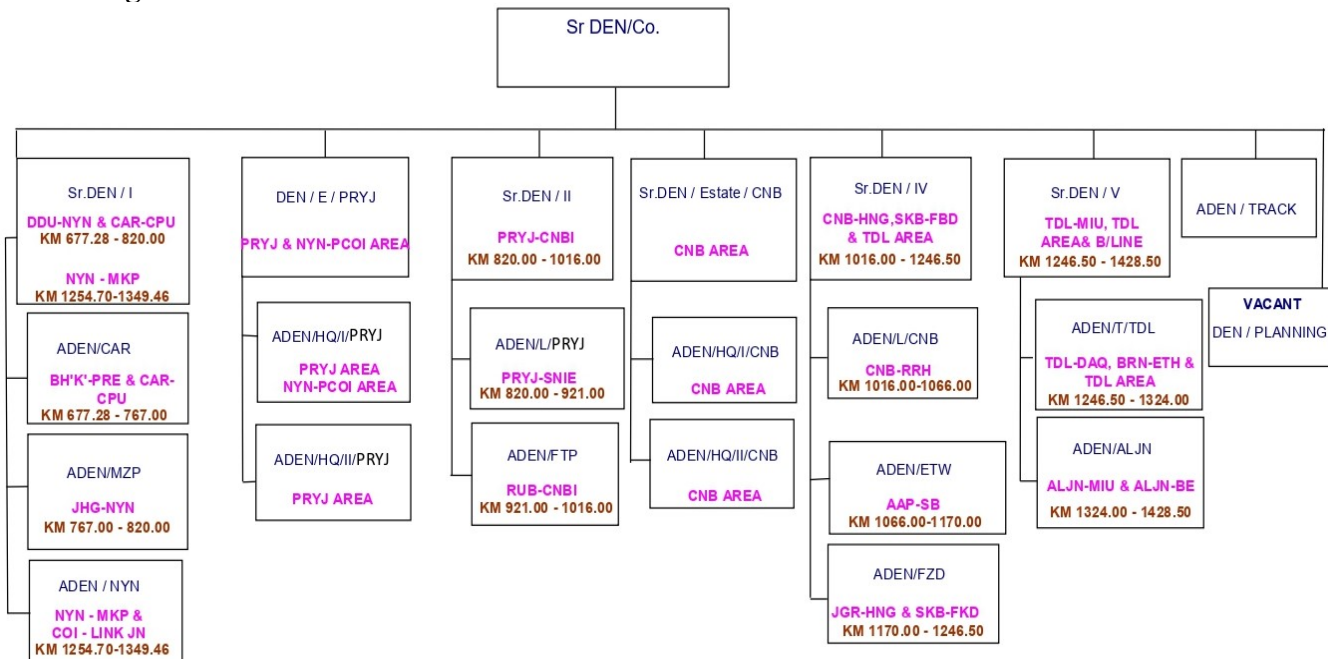 Sr DEN/Co.
Sr.DEN / I
DDU-NYN & CAR-CPU
KM 677.28 - 820.00
NYN - MKP
KM 1254.70-1349.46
ADEN/CAR
BH'K'-PRE & CAR-
CPU
KM 677.28 - 767.00
ADEN/MZP
JHG-NYN
KM 767.00 - 820.00
ADEN / NYN
NYN - MKP &
COI - LINK JN
KM 1254.70-1349.46
DEN / E / PRYJ
PRYJ & NYN-PCOI AREA
ADEN/HQ/I/PRYJ
PRYJ AREA
NYN-PCOI AREA
ADEN/HQ/II/PRYJ
PRYJ AREA
Sr.DEN / II
PRYJ-CNBI
KM 820.00 - 1016.00
ADEN/L/PRYJ
PRYJ-SNIE
KM 820.00 - 921.00
ADEN/FTP
RUB-CNBI
KM 921.00 - 1016.00
Sr.DEN / Estate / CNB
CNB AREA
ADEN/HQ/I/CNB
CNB AREA
ADEN/HQ/II/CNB
CNB AREA
Sr.DEN / IV
CNB-HNG,SKB-FBD
& TDL AREA
KM 1016.00 - 1246.50
ADEN/L/CNB
CNB-RRH
KM 1016.00-1066.00
ADEN/ETW
AAP-SB
KM 1066.00-1170.00
ADEN/FZD
JGR-HNG & SKB-FKD
KM 1170.00 - 1246.50
Sr.DEN / V
TDL-MIU, TDL
AREA& B/LINE
KM 1246.50 - 1428.50
ADEN/T/TDL
TDL-DAQ, BRN-ETH &
TDL AREA
KM 1246.50 - 1324.00
ADEN/ALJN
ALJN-MIU & ALJN-BE
KM 1324.00 - 1428.50
ADEN / TRACK
VACANT
DEN / PLANNING